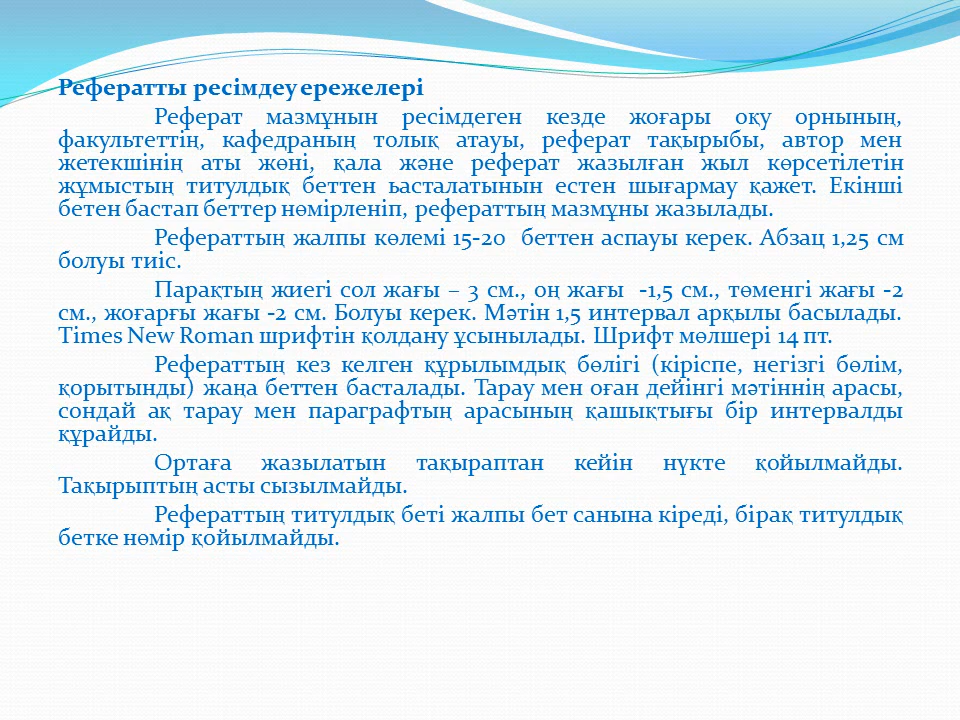 Рефератты ресімдеу ережелері
Реферат мазмұнын ресімдеген кезде жоғары оқу орнының,
факультеттің, кафедраның толық атауы, реферат тақырыбы, автор мен
жетекшінің аты жөні, қала және реферат жазылған жыл көрсетілетін
жұмыстың титулдық беттен ьасталатынын естен шығармау қажет. Екінші
бетен бастап беттер нөмірленіп, рефераттың мазмұны жазылады.
Рефераттың жалпы көлемі 15-20 беттен аспауы керек. Абзац 1,25 см
болуы тиіс.
Парақтың жиегі сол жағы – 3 см., оң жағы -1,5 см., төменгі жағы -2
см., жоғарғы жағы -2 см. Болуы керек. Мәтін 1,5 интервал арқылы басылады.
Times New Roman шрифтін қолдану ұсынылады. Шрифт мөлшері 14 пт.
Рефераттың кез келген құрылымдық бөлігі (кіріспе, негізгі бөлім,
қорытынды) жаңа беттен басталады. Тарау мен оған дейінгі мәтіннің арасы,
сондай ақ тарау мен параграфтың арасының қашықтығы бір интервалды
құрайды.
Ортаға жазылатын тақыраптан кейін нүкте қойылмайды.
Тақырыптың асты сызылмайды.
Рефераттың титулдық беті жалпы бет санына кіреді, бірақ титулдық
бетке нөмір қойылмайды.